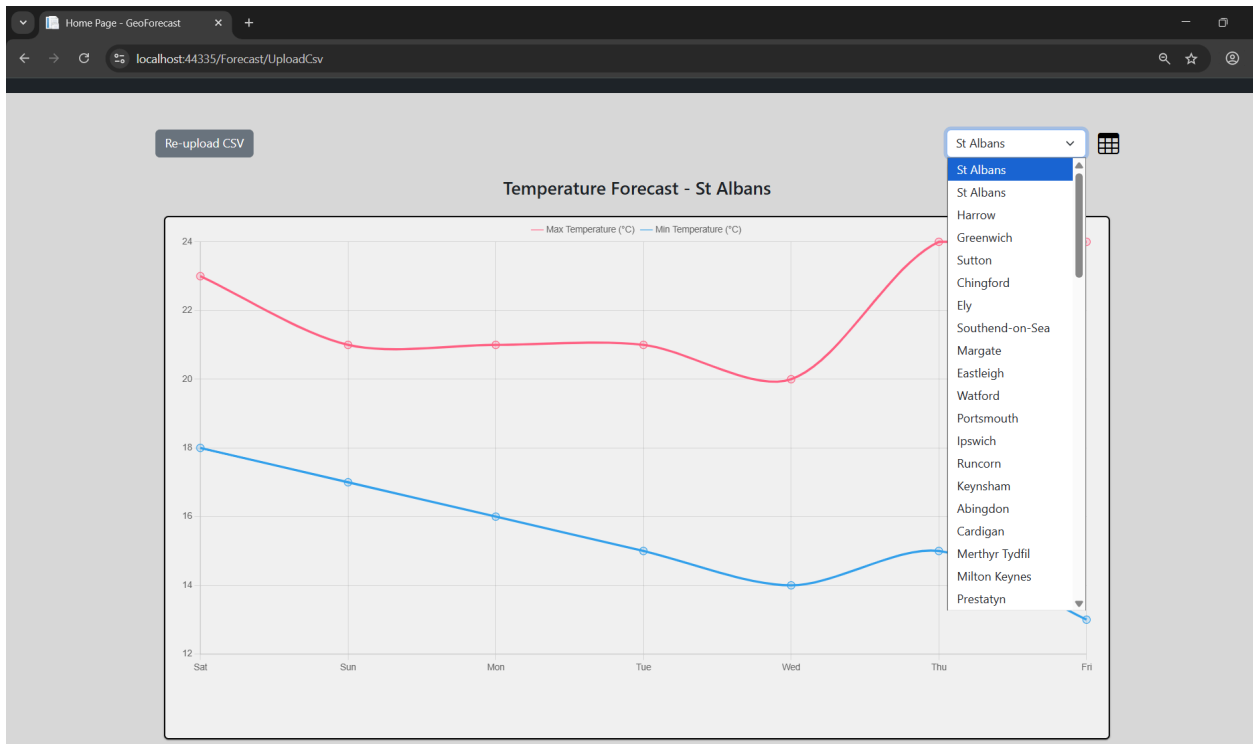 Home Page - GeoForecast
localhost:44335/Forecast/UploadCsv
Re-upload CSV
St Albans
St Albans
St Albans
Harrow
Greenwich
Sutton
Chingford
Ely
Southend-on-Sea
Margate
Eastleigh
Watford
Portsmouth
Ipswich
Runcorn
Keynsham
Abingdon
Cardigan
Merthyr Tydfil
Milton Keynes
Prestatyn
Temperature Forecast - St Albans
Max Temperature (°C) Min Temperature (°C)
24
22
20
18
16
14
12
Sat Sun Mon Tue Wed Thu Fri